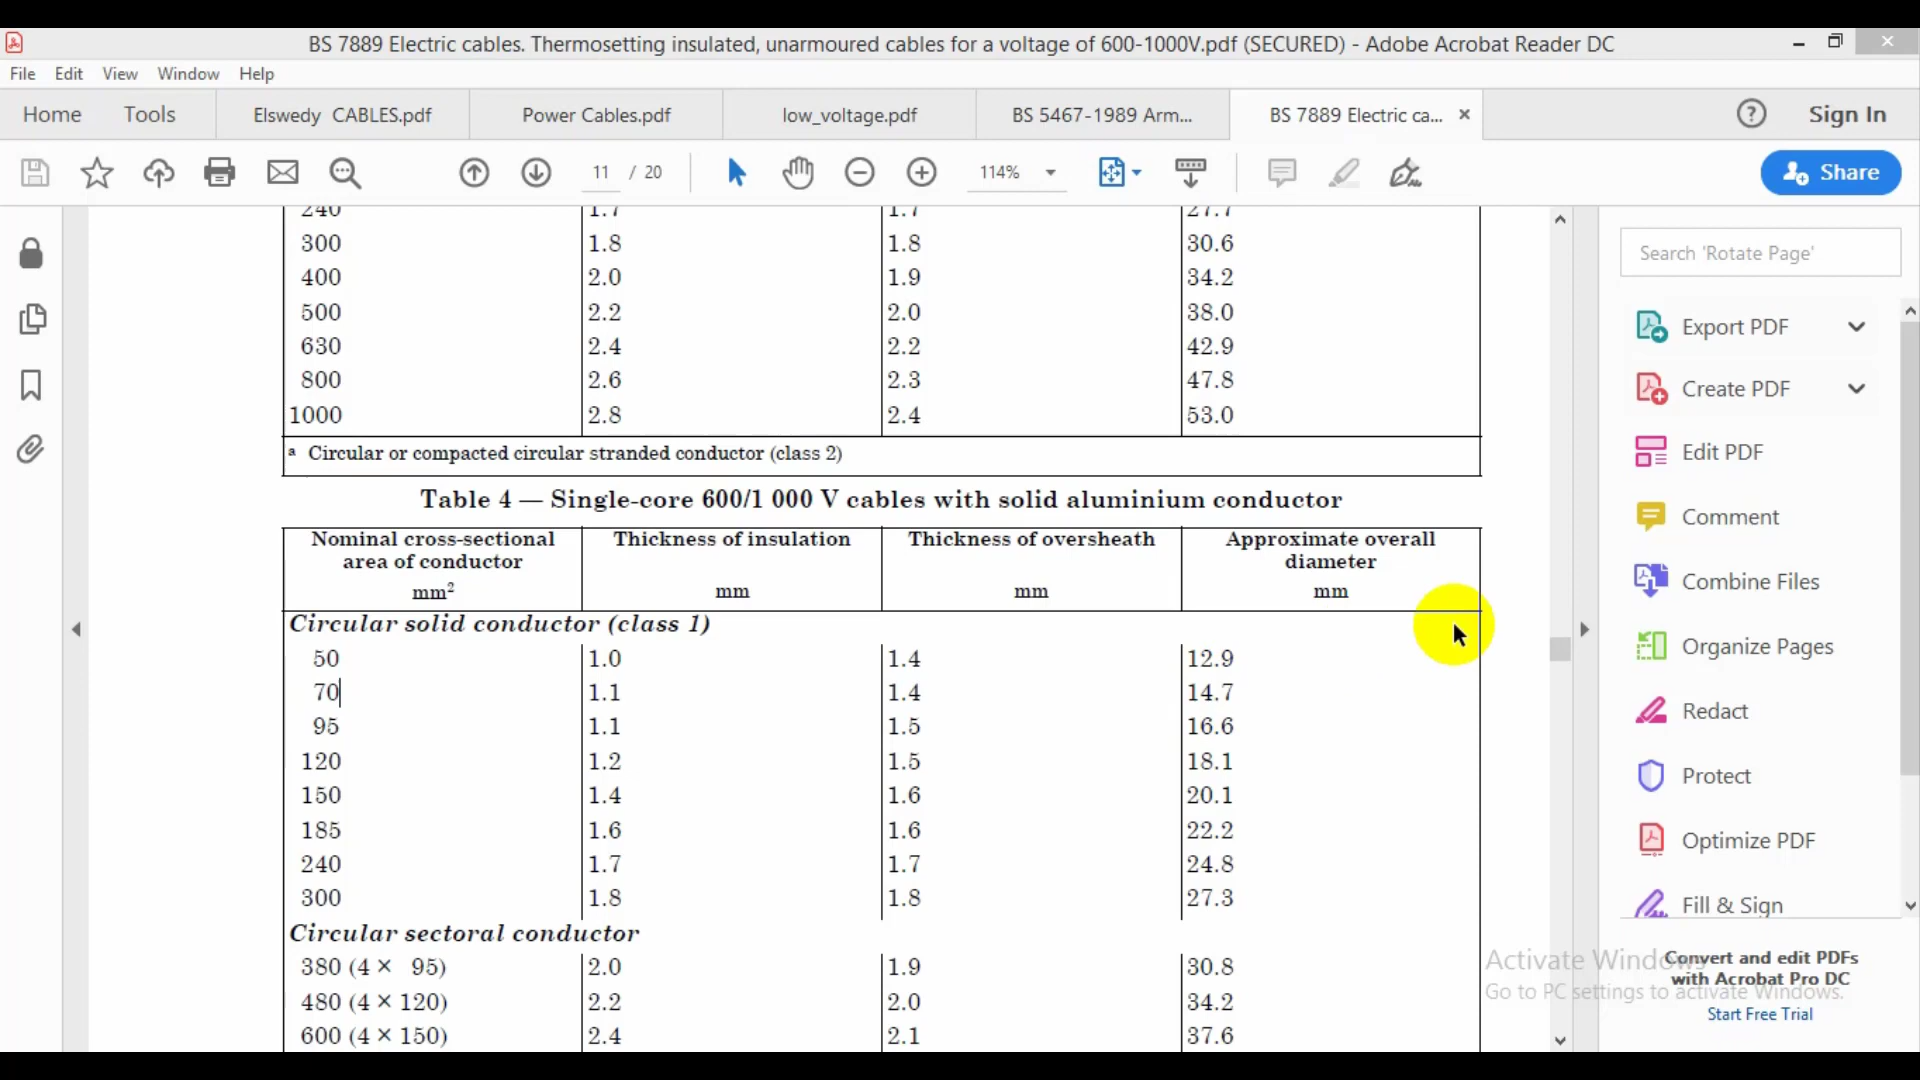 BS 7889 Electric cables. Thermosetting insulated, unarmoured cables for a voltage of 600-1000V.pdf (SECURED) - Adobe Acrobat Reader DC
File Edit View Window Help
Home Tools Elswedy CABLES.pdf Power Cables.pdf low_voltage.pdf BS 5467-1989 Arm... BS 7889 Electric ca... ×
Sign In
11 / 20 114% Share
240 1.7 1.7 27.7
300 1.8 1.8 30.6
400 2.0 1.9 34.2
500 2.2 2.0 38.0
630 2.4 2.2 42.9
800 2.6 2.3 47.8
1000 2.8 2.4 53.0
a Circular or compacted circular stranded conductor (class 2)
Table 4 — Single-core 600/1 000 V cables with solid aluminium conductor
Nominal cross-sectional area of conductor Thickness of insulation Thickness of oversheath Approximate overall diameter
mm² mm mm mm
Circular solid conductor (class 1)
50 1.0 1.4 12.9
70 1.1 1.4 14.7
95 1.1 1.5 16.6
120 1.2 1.5 18.1
150 1.4 1.6 20.1
185 1.6 1.6 22.2
240 1.7 1.7 24.8
300 1.8 1.8 27.3
Circular sectoral conductor
380 (4 × 95) 2.0 1.9 30.8
480 (4 × 120) 2.2 2.0 34.2
600 (4 × 150) 2.4 2.1 37.6
Search 'Rotate Page'
Export PDF
Create PDF
Edit PDF
Comment
Combine Files
Organize Pages
Redact
Protect
Optimize PDF
Fill & Sign
Convert and edit PDFs
with Acrobat Pro DC
Start Free Trial
Activate Windows
Go to PC settings to activate Windows.